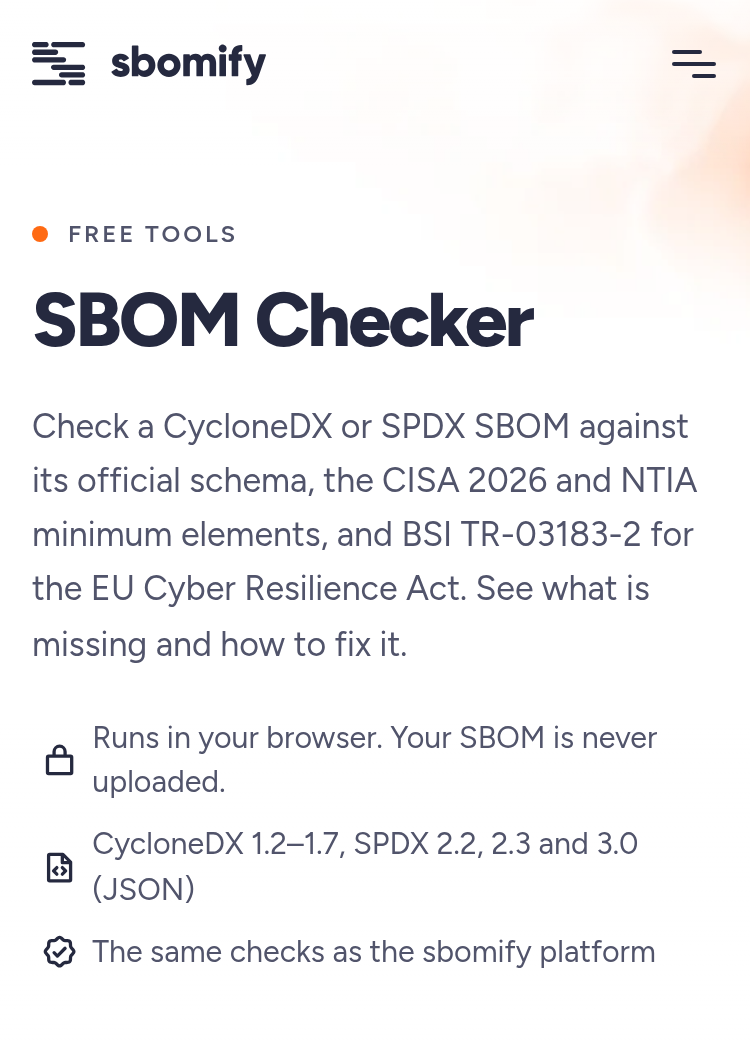 sbomify
FREE TOOLS
SBOM Checker
Check a CycloneDX or SPDX SBOM against
its official schema, the CISA 2026 and NTIA
minimum elements, and BSI TR-03183-2 for
the EU Cyber Resilience Act. See what is
missing and how to fix it.
Runs in your browser. Your SBOM is never
uploaded.
CycloneDX 1.2–1.7, SPDX 2.2, 2.3 and 3.0
(JSON)
The same checks as the sbomify platform